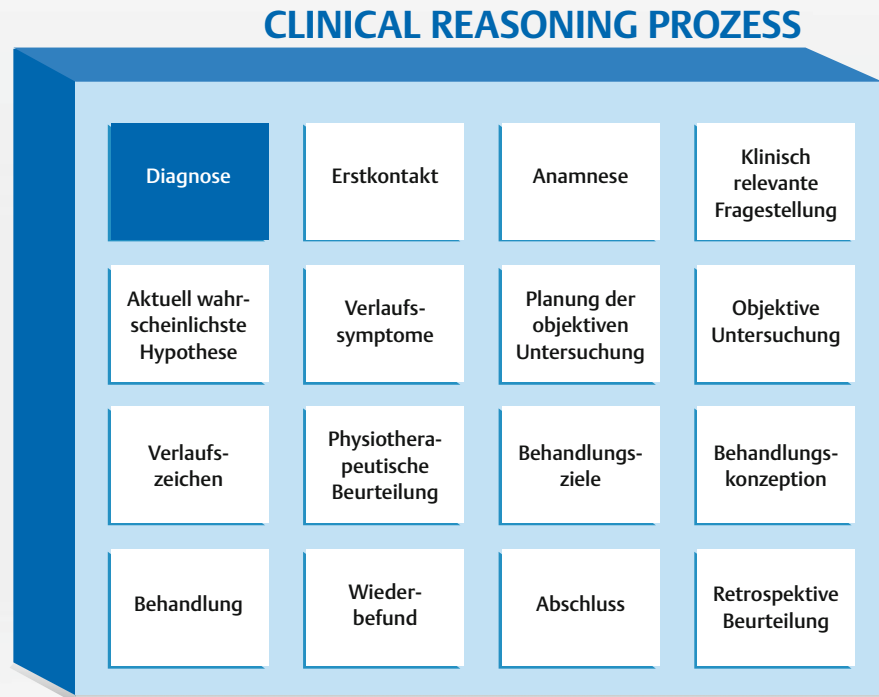 CLINICAL REASONING PROZESS
Diagnose
Erstkontakt
Anamnese
Klinisch
relevante
Fragestellung
Aktuell wahr-
scheinlichste
Hypothese
Verlaufs-
symptome
Planung der
objektiven
Untersuchung
Objektive
Untersuchung
Verlaufs-
zeichen
Physiothera-
peutische
Beurteilung
Behandlungs-
ziele
Behandlungs-
konzeption
Behandlung
Wieder-
befund
Abschluss
Retrospektive
Beurteilung